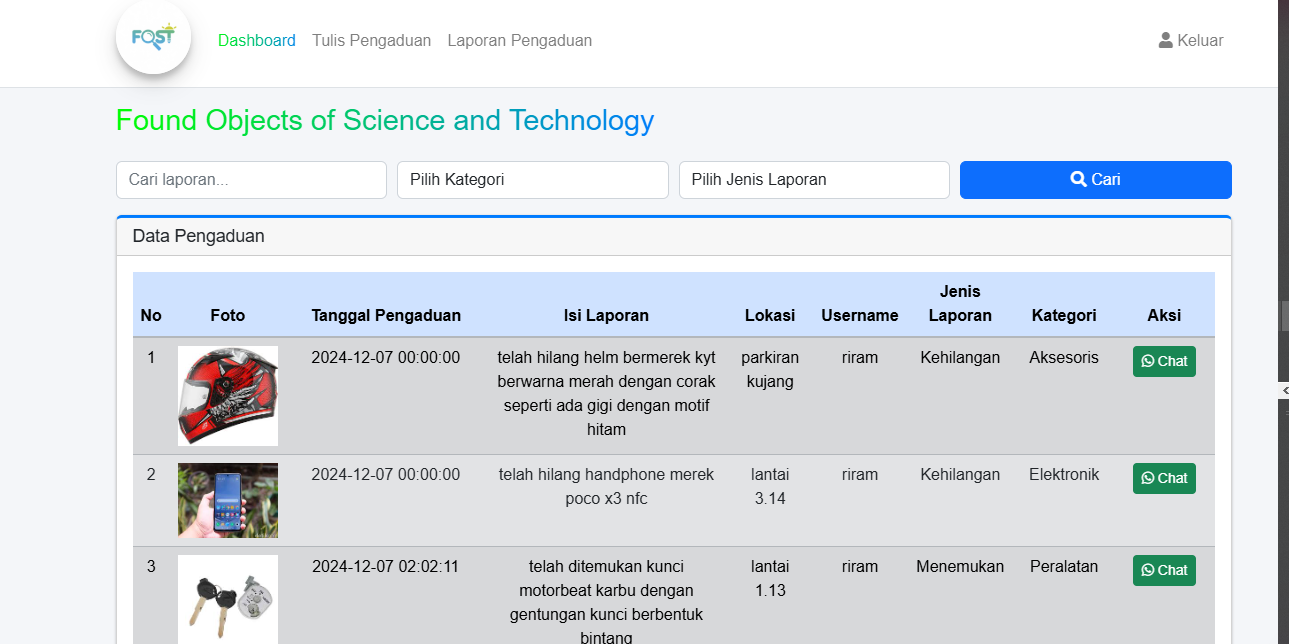 FOST
Dashboard
Tulis Pengaduan
Laporan Pengaduan
Keluar
Found Objects of Science and Technology
Cari laporan...
Pilih Kategori
Pilih Jenis Laporan
Cari
Data Pengaduan
No
Foto
Tanggal Pengaduan
Isi Laporan
Lokasi
Username
Jenis
Laporan
Kategori
Aksi
1
2024-12-07 00:00:00
telah hilang helm bermerek kyt
berwarna merah dengan corak
seperti ada gigi dengan motif
hitam
parkiran
kujang
riram
Kehilangan
Aksesoris
Chat
2
2024-12-07 00:00:00
telah hilang handphone merek
poco x3 nfc
lantai
3.14
riram
Kehilangan
Elektronik
Chat
3
2024-12-07 02:02:11
telah ditemukan kunci
motorbeat karbu dengan
gentungan kunci berbentuk
bintang
lantai
1.13
riram
Menemukan
Peralatan
Chat